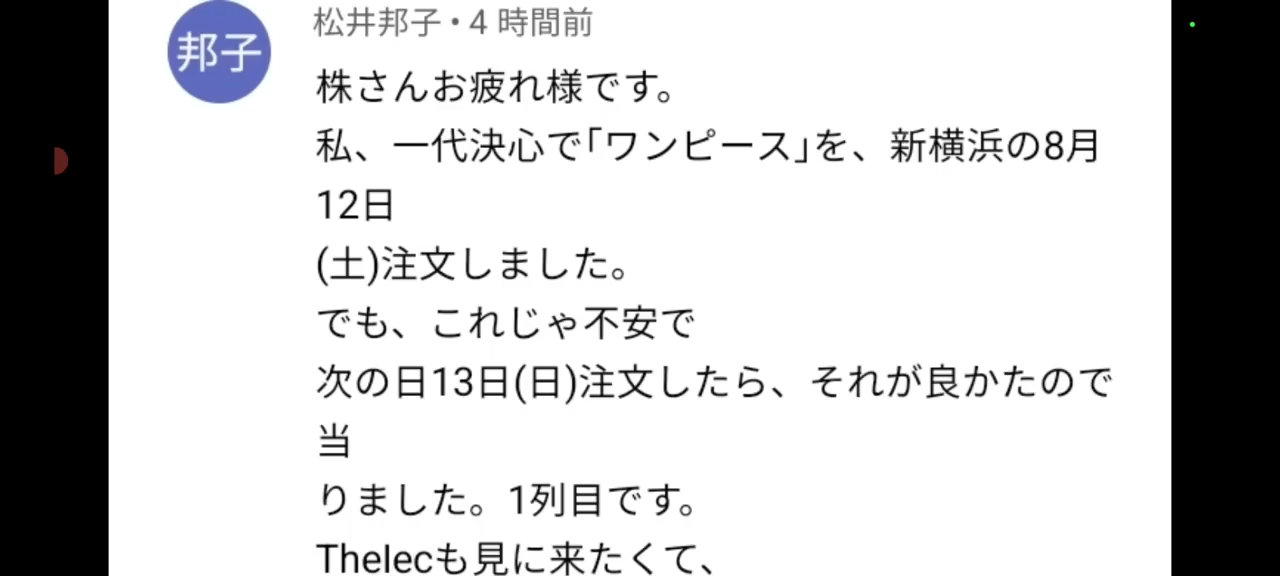 邦子
松井邦子•4 時間前
株さんお疲れ様です。
私、一代決心で「ワンピース」を、新横浜の8月
12日
(土)注文しました。
でも、これじゃ不安で
次の日13日(日)注文したら、それが良かたので
当
りました。1列目です。
Thelecも見に来たくて、